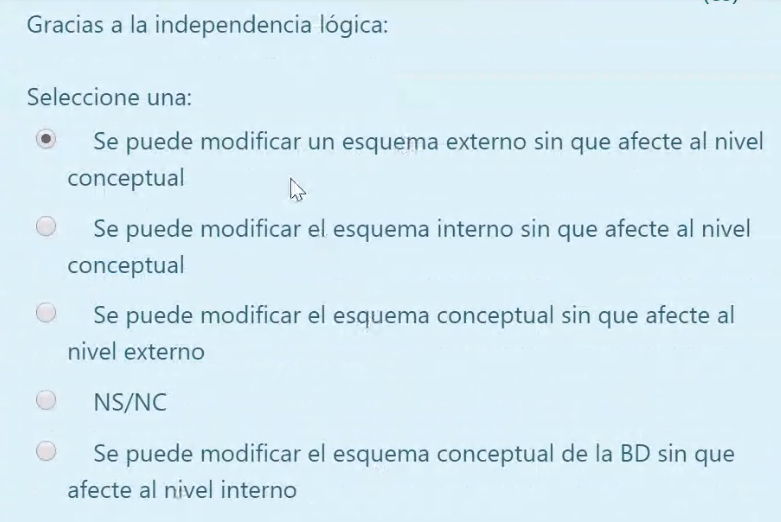 Gracias a la independencia lógica:
Seleccione una:
Se puede modificar un esquema externo sin que afecte al nivel
conceptual
Se puede modificar el esquema interno sin que afecte al nivel
conceptual
Se puede modificar el esquema conceptual sin que afecte al
nivel externo
NS/NC
Se puede modificar el esquema conceptual de la BD sin que
afecte al nivel interno